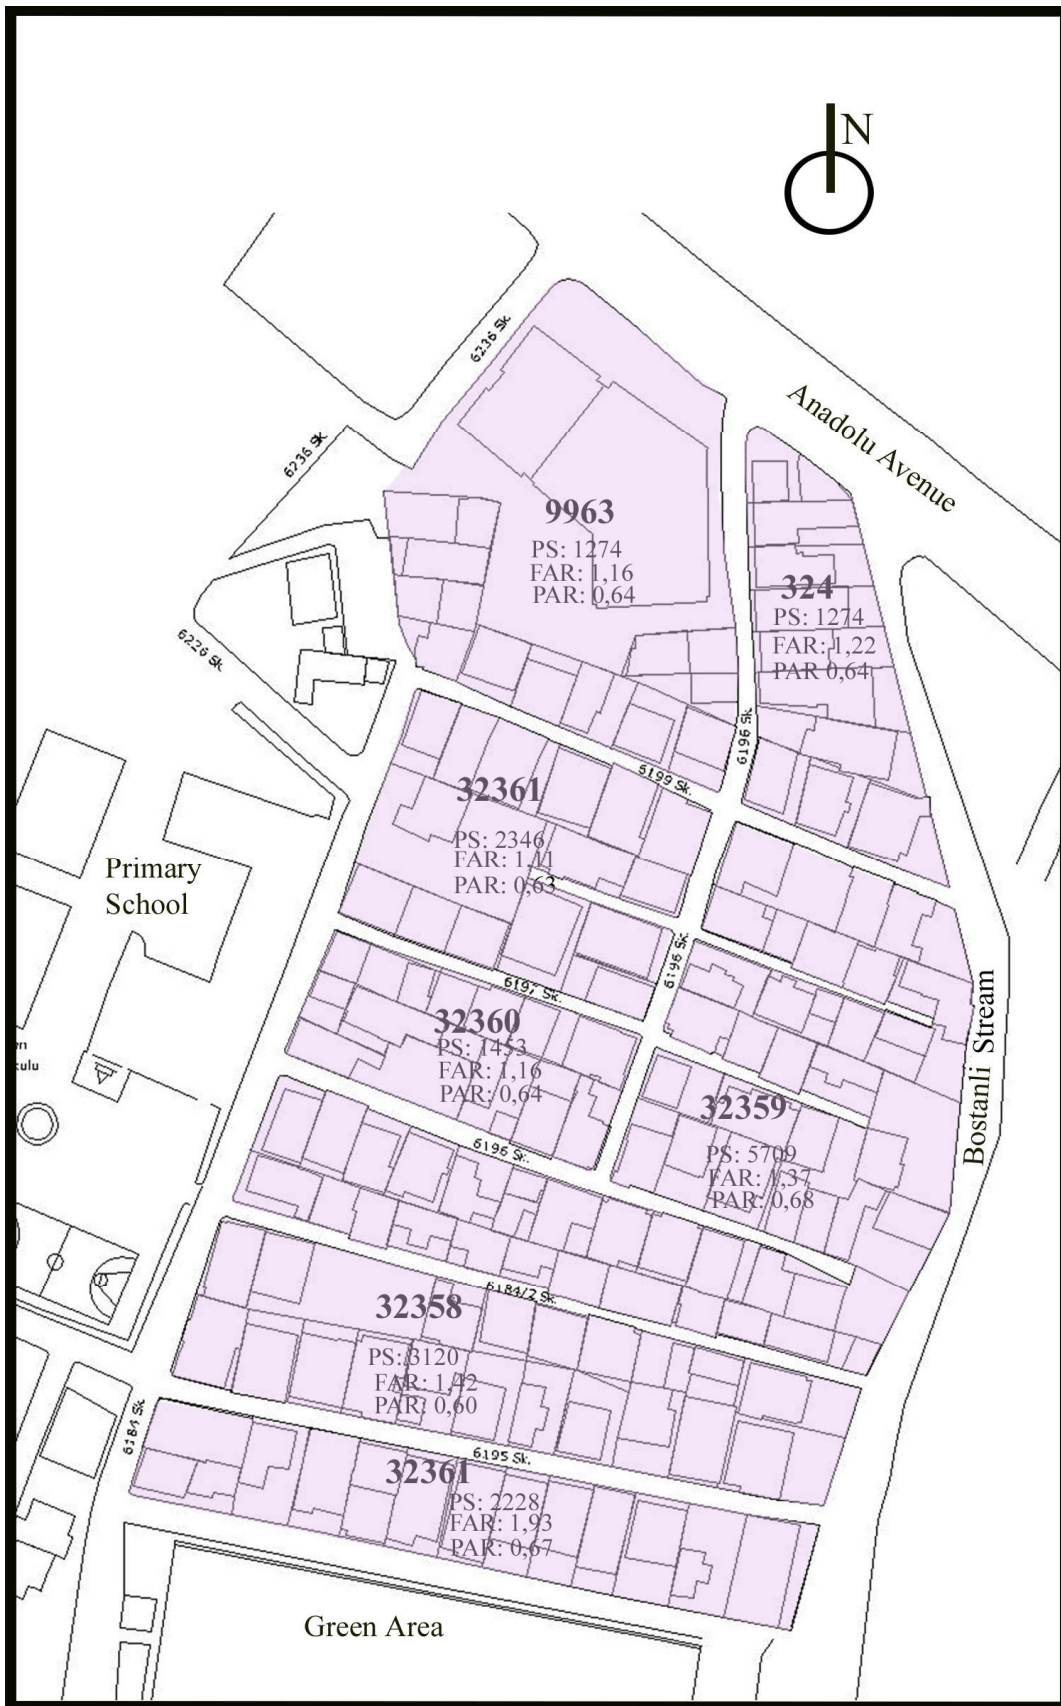 N
6236 Sk.
Anadolu Avenue
6236 Sk.
9963
PS: 1274
FAR: 1,16
PAR: 0,64
324
PS: 1274
FAR: 1,22
PAR 0,64
6226 Sk.
6196 Sk.
6199 Sk.
32361
PS: 2346
FAR: 1,11
PAR: 0,63
Primary
School
6196 Sk.
Bostanli Stream
32360
PS: 1453
FAR: 1,16
PAR: 0,64
ulu
32359
PS: 5709
FAR: 1,37
PAR: 0,68
6196 Sk.
6184/2 Sk.
32358
PS: 3120
FAR: 1,42
PAR: 0,60
6184 Sk.
6195 Sk.
32361
PS: 2228
FAR: 1,93
PAR: 0,67
Green Area